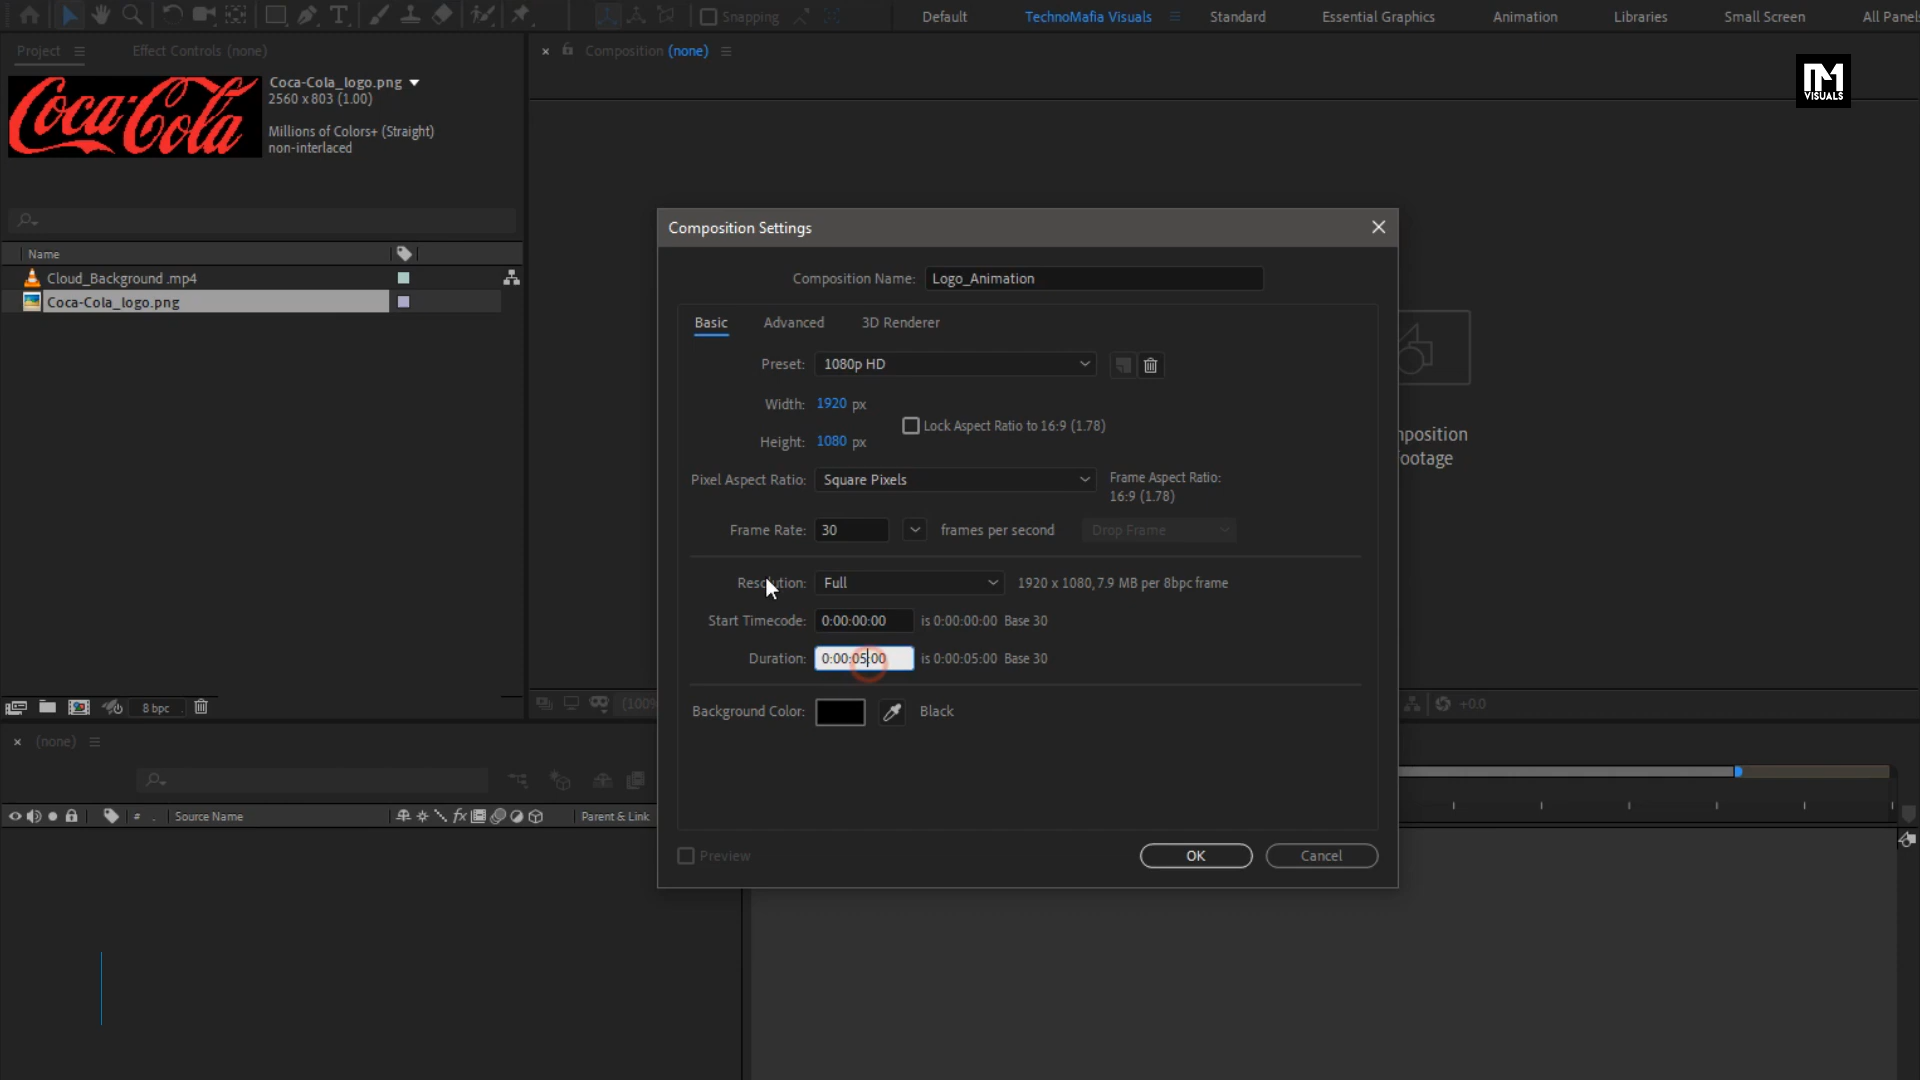 Snapping
Default
TechnoMafia Visuals
Standard
Essential Graphics
Animation
Libraries
Small Screen
All Panels
Project
Effect Controls (none)
Composition (none)
VISUALS
Coca-Cola
Coca-Cola_logo.png
2560 x 803 (1.00)
Millions of Colors+ (Straight)
non-interlaced
Name
Cloud_Background .mp4
Coca-Cola_logo.png
Composition Settings
Composition Name: Logo_Animation
Basic
Advanced
3D Renderer
Preset: 1080p HD
Width: 1920 px
Lock Aspect Ratio to 16:9 (1.78)
Height: 1080 px
Pixel Aspect Ratio: Square Pixels
Frame Aspect Ratio:
16:9 (1.78)
Frame Rate: 30 frames per second Drop Frame
Resolution: Full 1920 x 1080, 7.9 MB per 8bpc frame
Start Timecode: 0:00:00:00 is 0:00:00:00 Base 30
Duration: 0:00:05:00 is 0:00:05:00 Base 30
Background Color: Black
Preview
OK
Cancel
mposition
ootage
8 bpc
(100%
+0.0
(none)
# .
Source Name
fx
Parent & Link